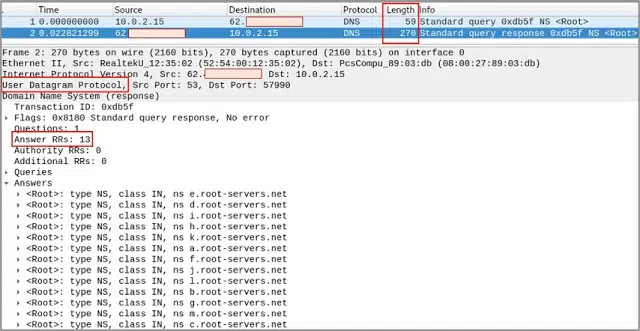 Time Source Destination Protocol Length Info
1 0.000000000 10.0.2.15 62. DNS 59 Standard query 0xdb5f NS <Root>
2 0.022821299 62 10.0.2.15 DNS 270 Standard query response 0xdb5f NS <Root>
Frame 2: 270 bytes on wire (2160 bits), 270 bytes captured (2160 bits) on interface 0
Ethernet II, Src: RealtekU_12:35:02 (52:54:00:12:35:02), Dst: PcsCompu_89:03:db (08:00:27:89:03:db)
Internet Protocol Version 4, Src: 62. Dst: 10.0.2.15
User Datagram Protocol, Src Port: 53, Dst Port: 57990
Domain Name System (response)
Transaction ID: 0xdb5f
Flags: 0x8180 Standard query response, No error
Questions: 1
Answer RRs: 13
Authority RRs: 0
Additional RRs: 0
Queries
Answers
<Root>: type NS, class IN, ns e.root-servers.net
<Root>: type NS, class IN, ns d.root-servers.net
<Root>: type NS, class IN, ns i.root-servers.net
<Root>: type NS, class IN, ns h.root-servers.net
<Root>: type NS, class IN, ns k.root-servers.net
<Root>: type NS, class IN, ns a.root-servers.net
<Root>: type NS, class IN, ns f.root-servers.net
<Root>: type NS, class IN, ns j.root-servers.net
<Root>: type NS, class IN, ns l.root-servers.net
<Root>: type NS, class IN, ns b.root-servers.net
<Root>: type NS, class IN, ns g.root-servers.net
<Root>: type NS, class IN, ns m.root-servers.net
<Root>: type NS, class IN, ns c.root-servers.net